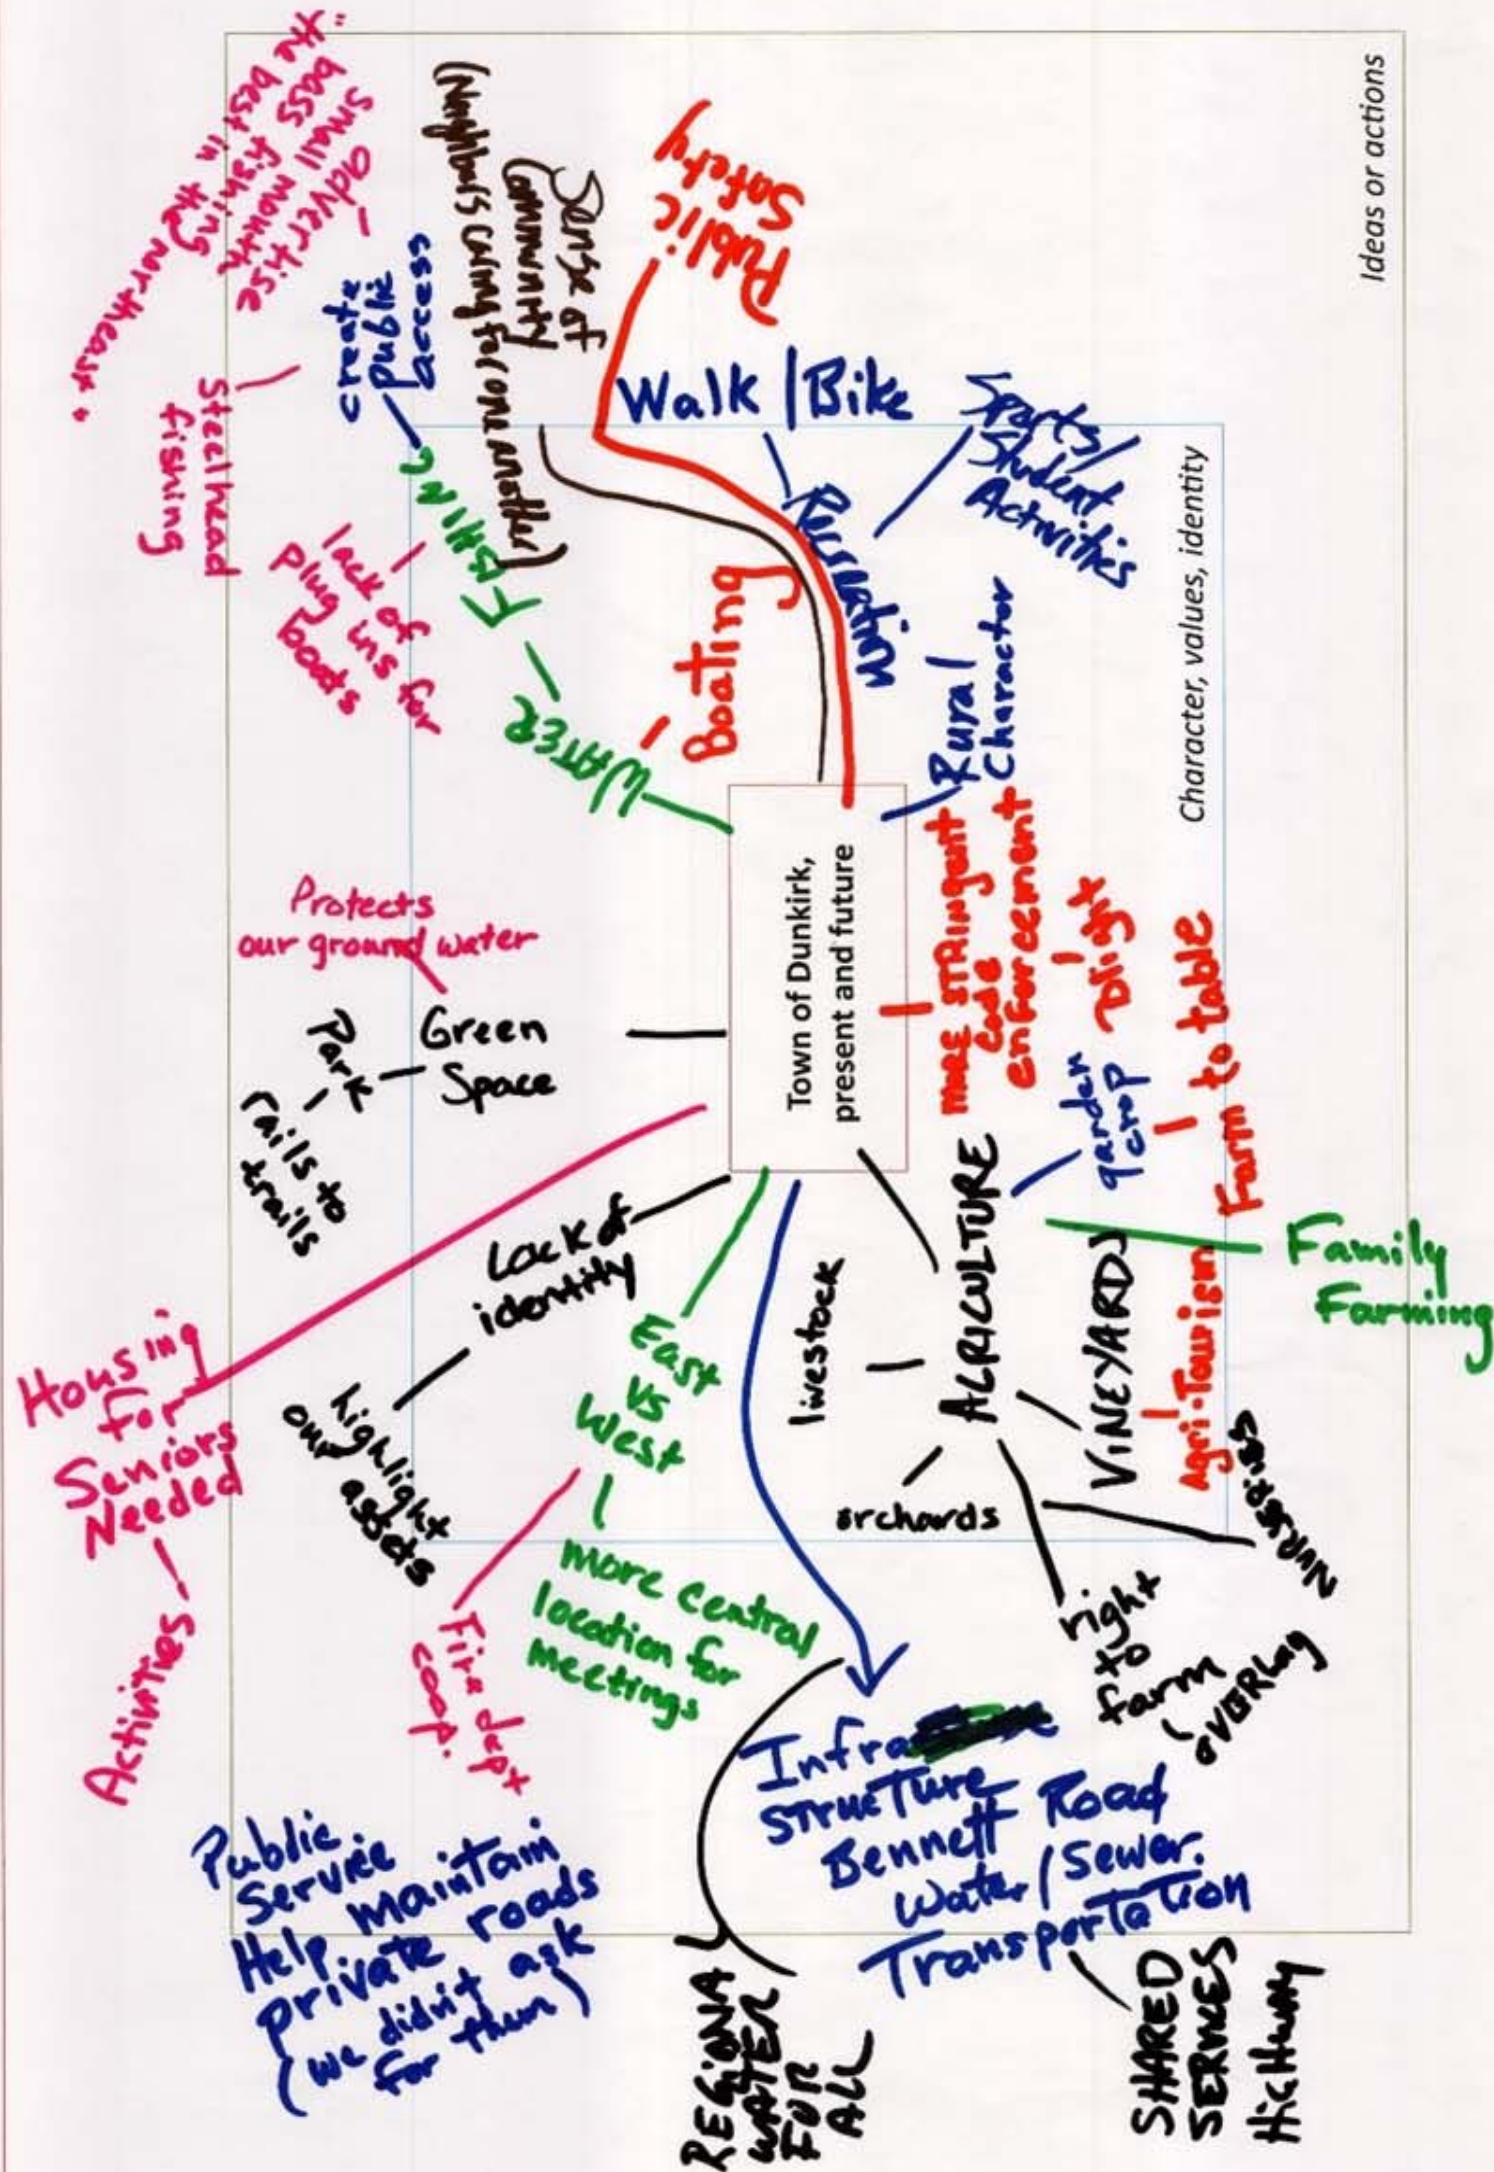 Ideas or actions
Character, values, identity
Town of Dunkirk,
present and future
Public
Safety
Sense of
Community
(Neighbors caring for one another)
Walk / Bike
Recreation
Sports/
Student
Activities
Rural
Character
Boating
WATER
FISHING
create
public
access
advertise
small mouth
bass fishing
"the best in the northeast"
Steelhead
fishing
lack of
plug ins for
boats
Protects
our ground water
Green
Space
Park
rails to
trails
Housing
for
Seniors
Needed
Activities
Lack of
identity
highlight
our assets
East
vs
West
more central
location for
meetings
Fire dept
coop.
MORE STRINGent
Code
enforcement
Blight
AGRICULTURE
garden
crop
Farm to table
Family
Farming
VINEYARDS
Agri-Tourism
NURSERIES
livestock
orchards
right
to
farm
OVERLAY
Infra
structure
Bennett Road
Water / Sewer.
Transportation
REGIONAL
WATER
FOR
ALL
SHARED
SERVICES
HIGHWAY
Public
Service
Help maintain
private roads
(we didn't ask
for them)